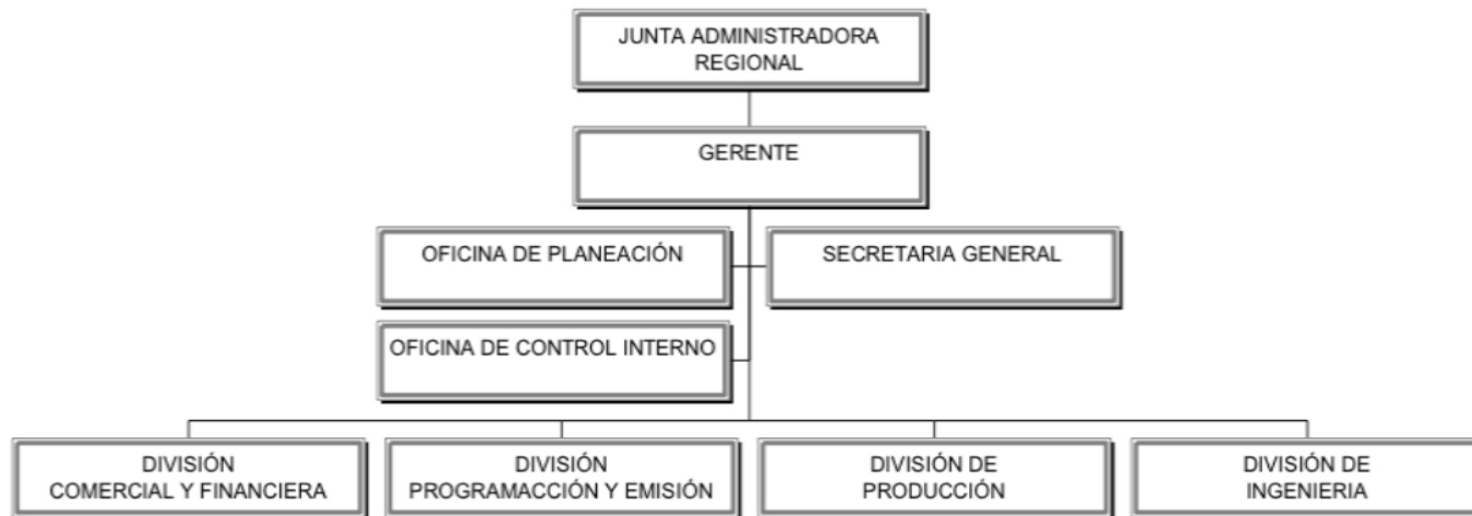 JUNTA ADMINISTRADORA
REGIONAL
GERENTE
OFICINA DE PLANEACIÓN
SECRETARIA GENERAL
OFICINA DE CONTROL INTERNO
DIVISIÓN
COMERCIAL Y FINANCIERA
DIVISIÓN
PROGRAMACCIÓN Y EMISIÓN
DIVISIÓN DE
PRODUCCIÓN
DIVISIÓN DE
INGENIERIA